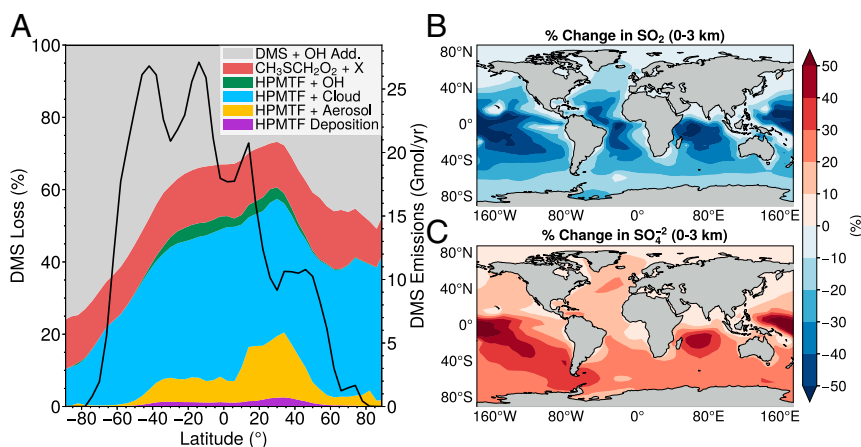 A
100
80
60
40
20
0
DMS Loss (%)
−80 −60 −40 −20 0 20 40 60 80
Latitude (°)
25
20
15
10
5
0
DMS Emissions (Gmol/yr)
DMS + OH Add.
CH₃SCH₂O₂ + X
HPMTF + OH
HPMTF + Cloud
HPMTF + Aerosol
HPMTF Deposition
B
% Change in SO₂ (0-3 km)
80°N
40°N
0°
40°S
80°S
160°W 80°W 0° 80°E 160°E
C
% Change in SO₄⁻² (0-3 km)
80°N
40°N
0°
40°S
80°S
160°W 80°W 0° 80°E 160°E
50
40
30
20
10
0
−10
−20
−30
−40
−50
(%)